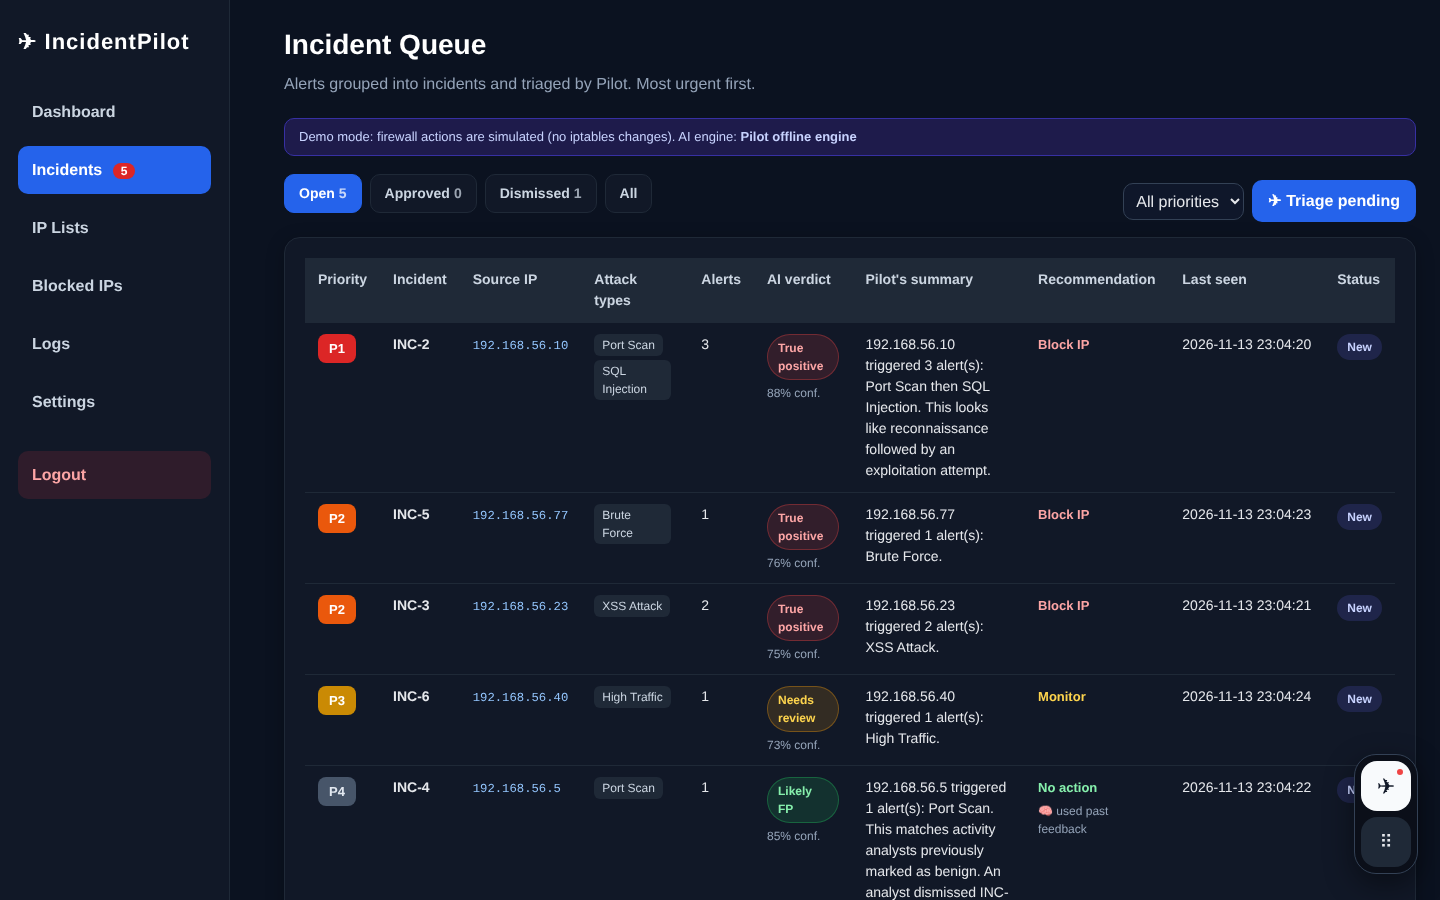 ✈ IncidentPilot
Dashboard
Incidents 5
IP Lists
Blocked IPs
Logs
Settings
Logout
Incident Queue
Alerts grouped into incidents and triaged by Pilot. Most urgent first.
Demo mode: firewall actions are simulated (no iptables changes). AI engine: Pilot offline engine
Open 5 Approved 0 Dismissed 1 All
All priorities ✈ Triage pending
Priority Incident Source IP Attack types Alerts AI verdict Pilot's summary Recommendation Last seen Status
P1 INC-2 192.168.56.10
Port Scan
SQL
Injection
3
True
positive
88% conf.
192.168.56.10
triggered 3 alert(s):
Port Scan then SQL
Injection. This looks
like reconnaissance
followed by an
exploitation attempt.
Block IP 2026-11-13 23:04:20 New
P2 INC-5 192.168.56.77
Brute
Force
1
True
positive
76% conf.
192.168.56.77
triggered 1 alert(s):
Brute Force.
Block IP 2026-11-13 23:04:23 New
P2 INC-3 192.168.56.23
XSS Attack
2
True
positive
75% conf.
192.168.56.23
triggered 2 alert(s):
XSS Attack.
Block IP 2026-11-13 23:04:21 New
P3 INC-6 192.168.56.40
High Traffic
1
Needs
review
73% conf.
192.168.56.40
triggered 1 alert(s):
High Traffic.
Monitor 2026-11-13 23:04:24 New
P4 INC-4 192.168.56.5
Port Scan
1
Likely
FP
85% conf.
192.168.56.5 triggered
1 alert(s): Port Scan.
This matches activity
analysts previously
marked as benign. An
analyst dismissed INC-
No action
🧠 used past
feedback
2026-11-13 23:04:22